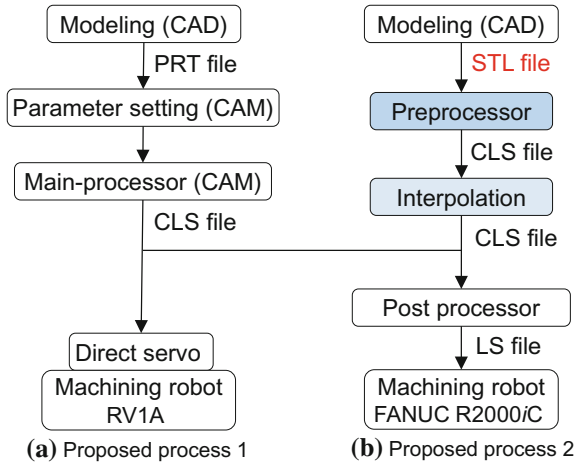 Modeling (CAD)
PRT file
Parameter setting (CAM)
Main-processor (CAM)
CLS file
Direct servo
Machining robot
RV1A
(a) Proposed process 1
Modeling (CAD)
STL file
Preprocessor
CLS file
Interpolation
CLS file
Post processor
LS file
Machining robot
FANUC R2000iC
(b) Proposed process 2